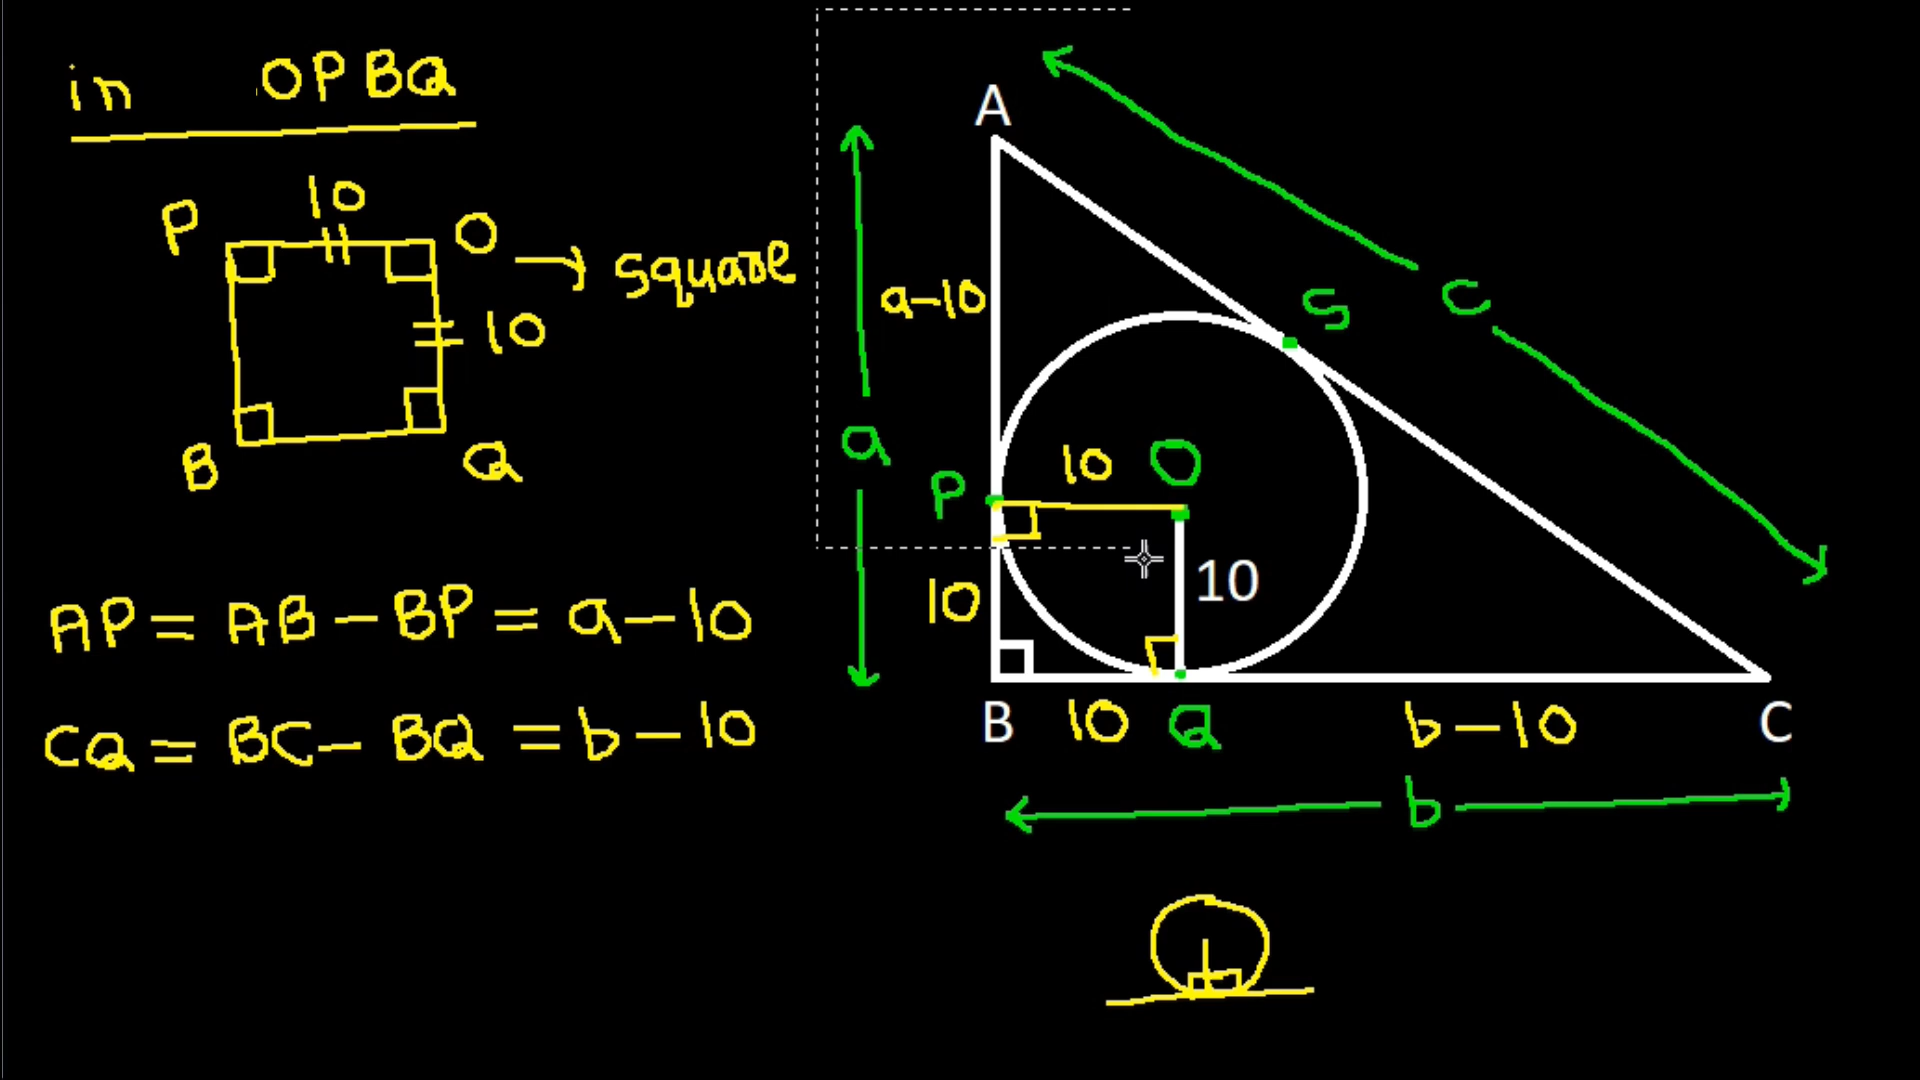 in OPBQ
P 10 O → square
10
B Q
AP = AB - BP = a - 10
CQ = BC - BQ = b - 10
A
a-10
S
c
a
P 10 O
10
10
B 10 Q b-10 C
b